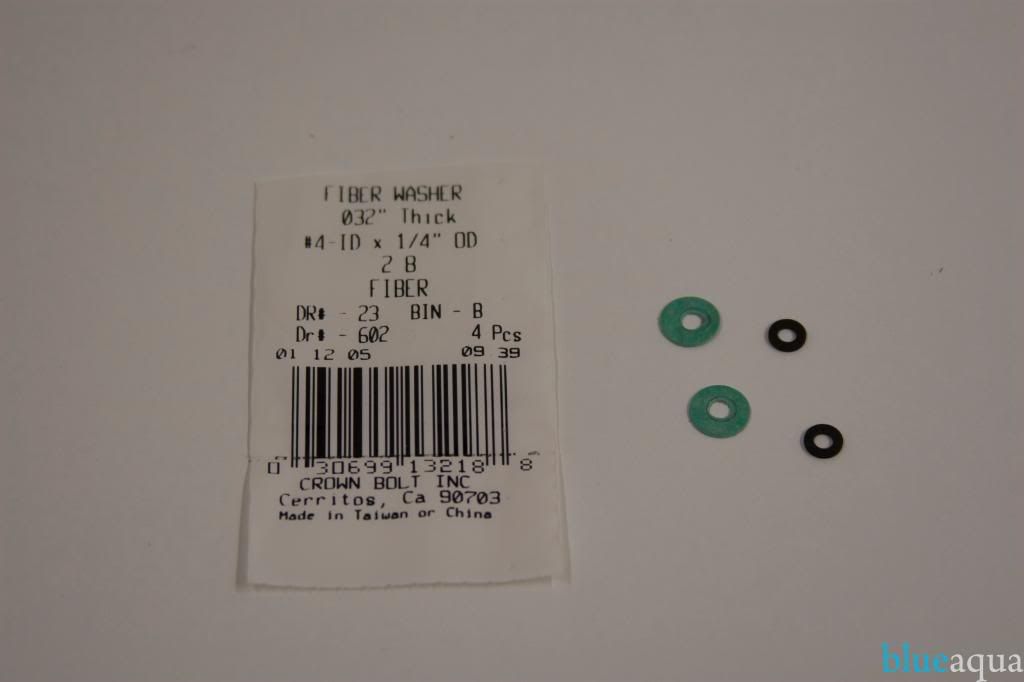 FIBER WASHER
032" Thick
#4-ID x 1/4" OD
2 B
FIBER
DR# - 23 BIN - B
Dr# - 602 4 Pcs
01 12 05 09 39
0 30699 13218 8
CROWN BOLT INC
Cerritos, Ca 90703
Made in Taiwan or China
blueaqua